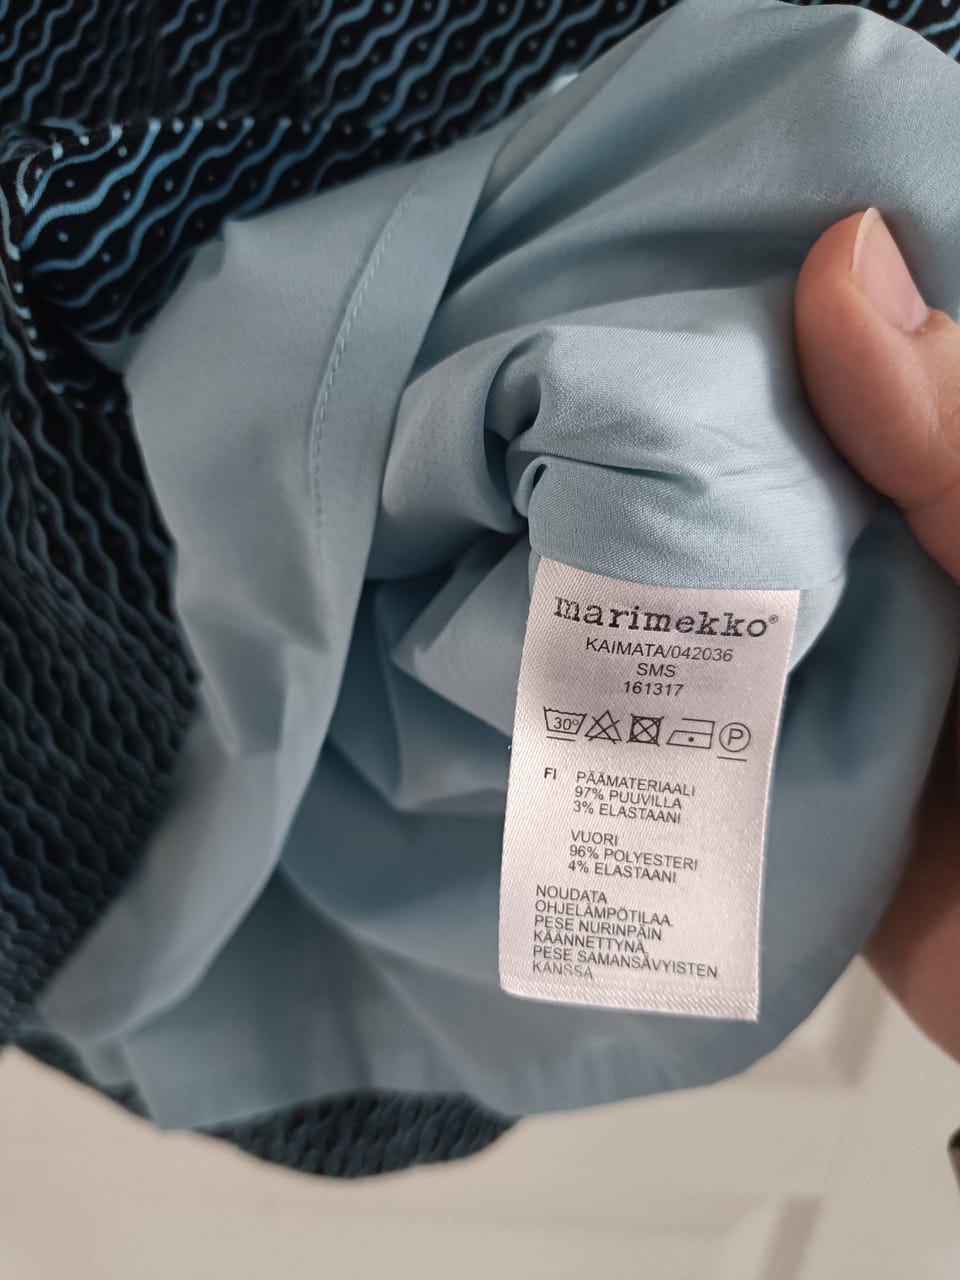 marimekko®
KAIMATA/042036
SMS
161317
30° P
FI PÄÄMATERIAALI
97% PUUVILLA
3% ELASTAANI
VUORI
96% POLYESTERI
4% ELASTAANI
NOUDATA
OHJELÄMPÖTILAA.
PESE NURINPÄIN
KÄÄNNETTYNÄ.
PESE SAMANSÄVYISTEN
KANSSA